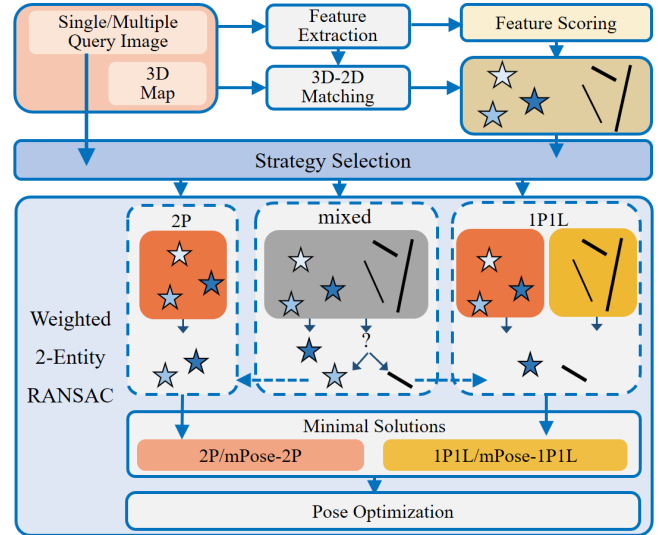 Single/Multiple
Query Image
3D
Map
Feature
Extraction
3D-2D
Matching
Feature Scoring
Strategy Selection
2P
mixed
1P1L
?
Weighted
2-Entity
RANSAC
Minimal Solutions
2P/mPose-2P
1P1L/mPose-1P1L
Pose Optimization